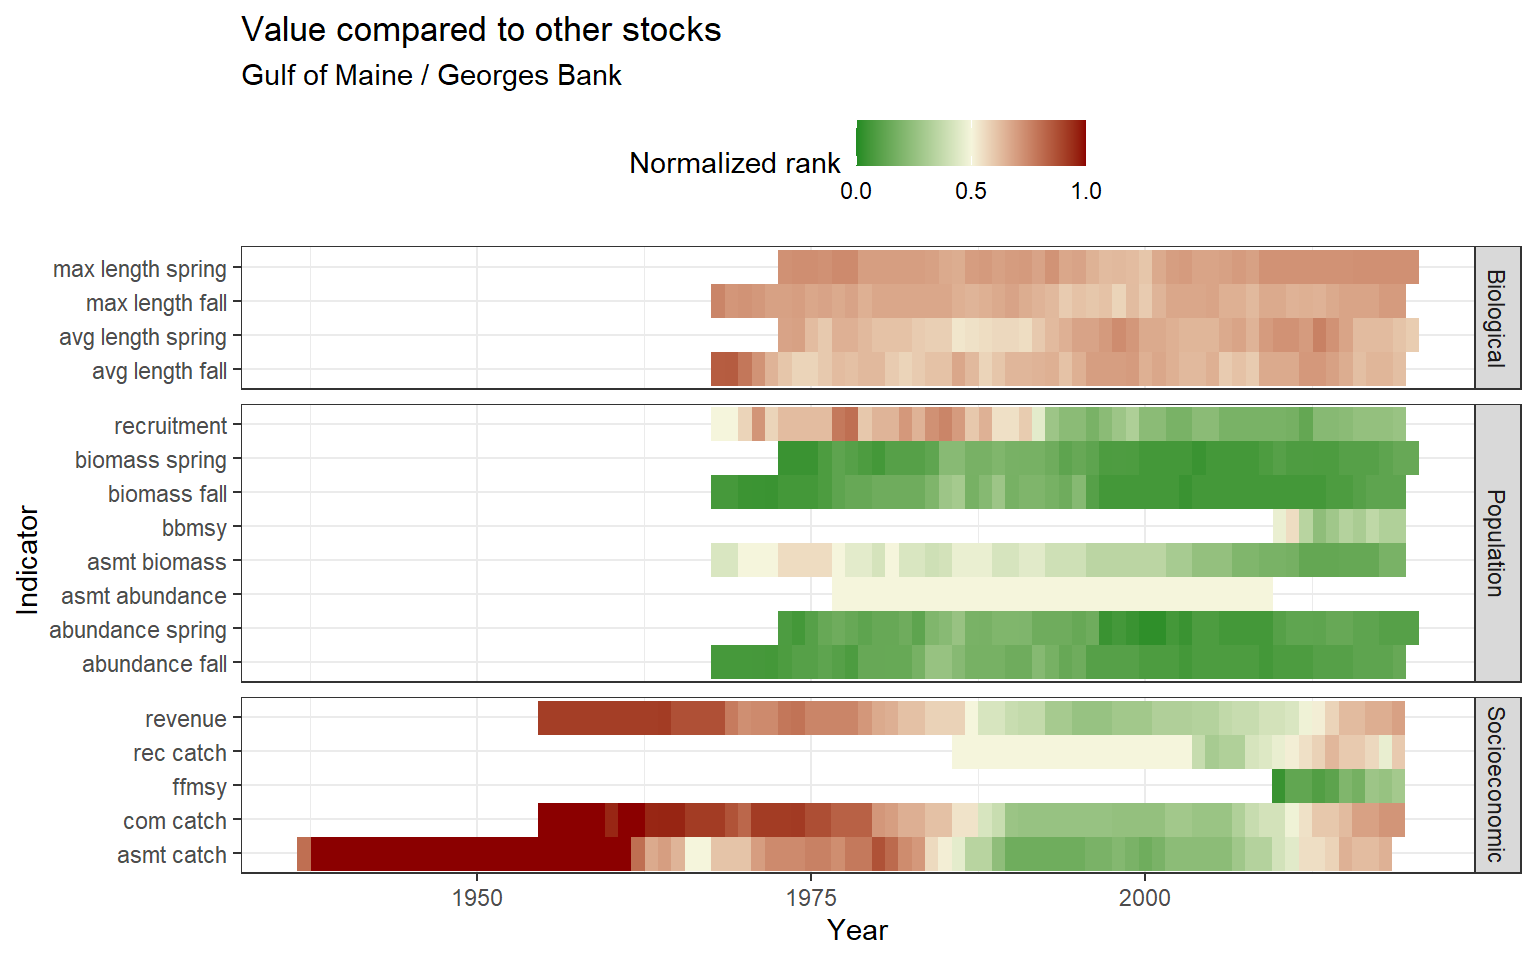 Value compared to other stocks
Gulf of Maine / Georges Bank
Normalized rank
0.0 0.5 1.0
Indicator
max length spring
max length fall
avg length spring
avg length fall
Biological
recruitment
biomass spring
biomass fall
bbmsy
asmt biomass
asmt abundance
abundance spring
abundance fall
Population
revenue
rec catch
ffmsy
com catch
asmt catch
Socioeconomic
1950 1975 2000
Year